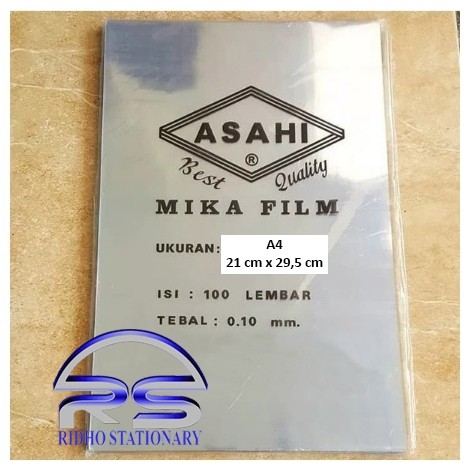 ASAHI
®
Best Quality
MIKA FILM
UKURAN: A4
21 cm x 29,5 cm
ISI : 100 LEMBAR
TEBAL : 0.10 mm.
RS
RIDHO STATIONARY